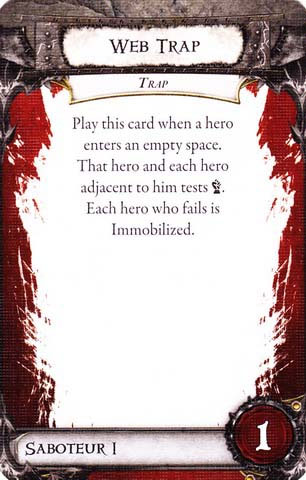 Web Trap
Trap
Play this card when a hero
enters an empty space.
That hero and each hero
adjacent to him tests .
Each hero who fails is
Immobilized.
Saboteur I
1